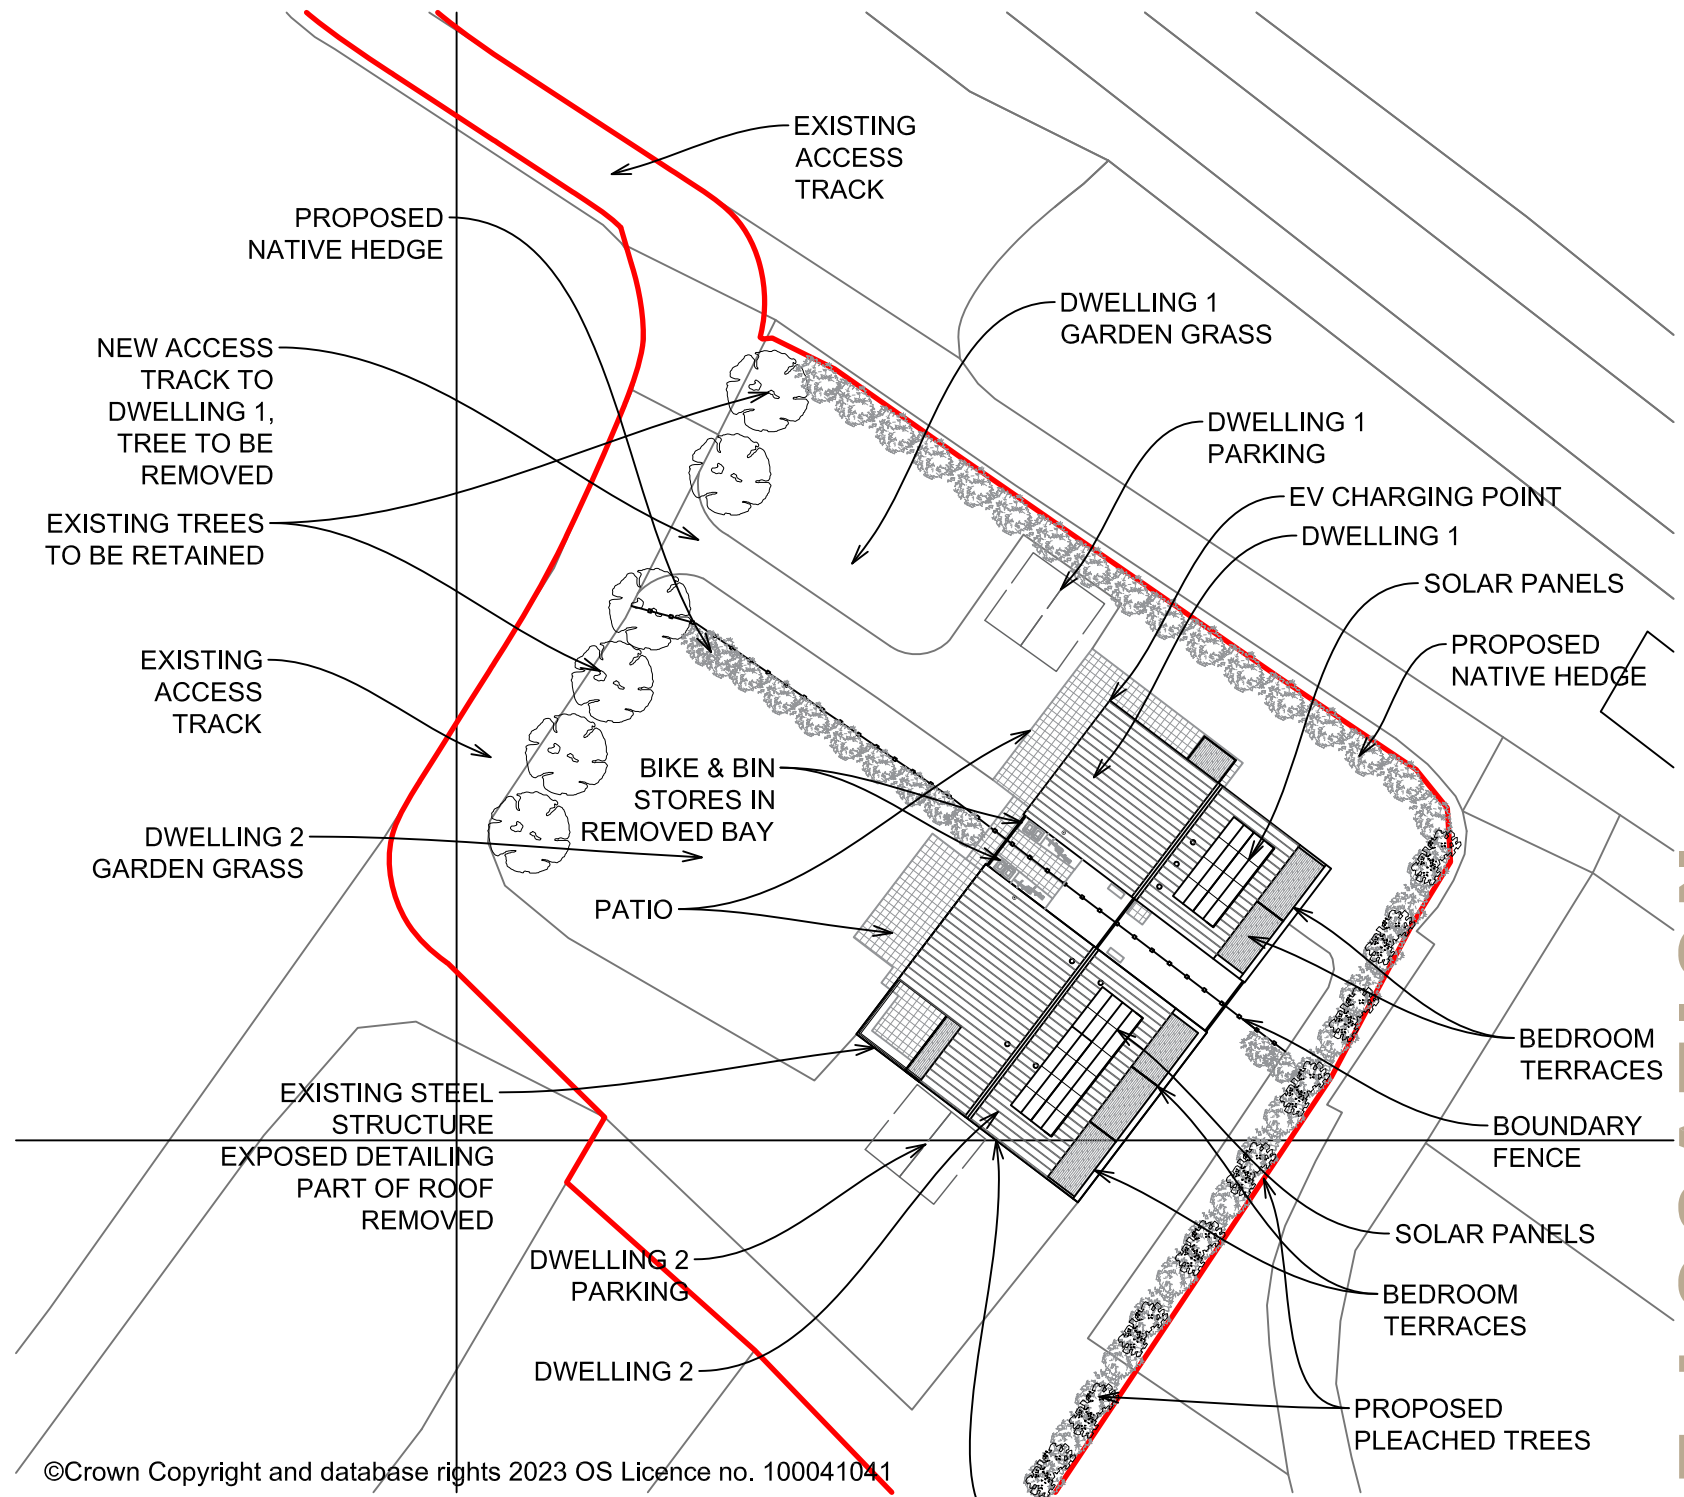 EXISTING
ACCESS
TRACK
PROPOSED
NATIVE HEDGE
DWELLING 1
GARDEN GRASS
NEW ACCESS
TRACK TO
DWELLING 1,
TREE TO BE
REMOVED
DWELLING 1
PARKING
EV CHARGING POINT
EXISTING TREES
TO BE RETAINED
DWELLING 1
SOLAR PANELS
PROPOSED
NATIVE HEDGE
EXISTING
ACCESS
TRACK
BIKE & BIN
STORES IN
REMOVED BAY
DWELLING 2
GARDEN GRASS
PATIO
BEDROOM
TERRACES
EXISTING STEEL
STRUCTURE
EXPOSED DETAILING
PART OF ROOF
REMOVED
BOUNDARY
FENCE
SOLAR PANELS
DWELLING 2
PARKING
BEDROOM
TERRACES
DWELLING 2
PROPOSED
PLEACHED TREES
©Crown Copyright and database rights 2023 OS Licence no. 100041041